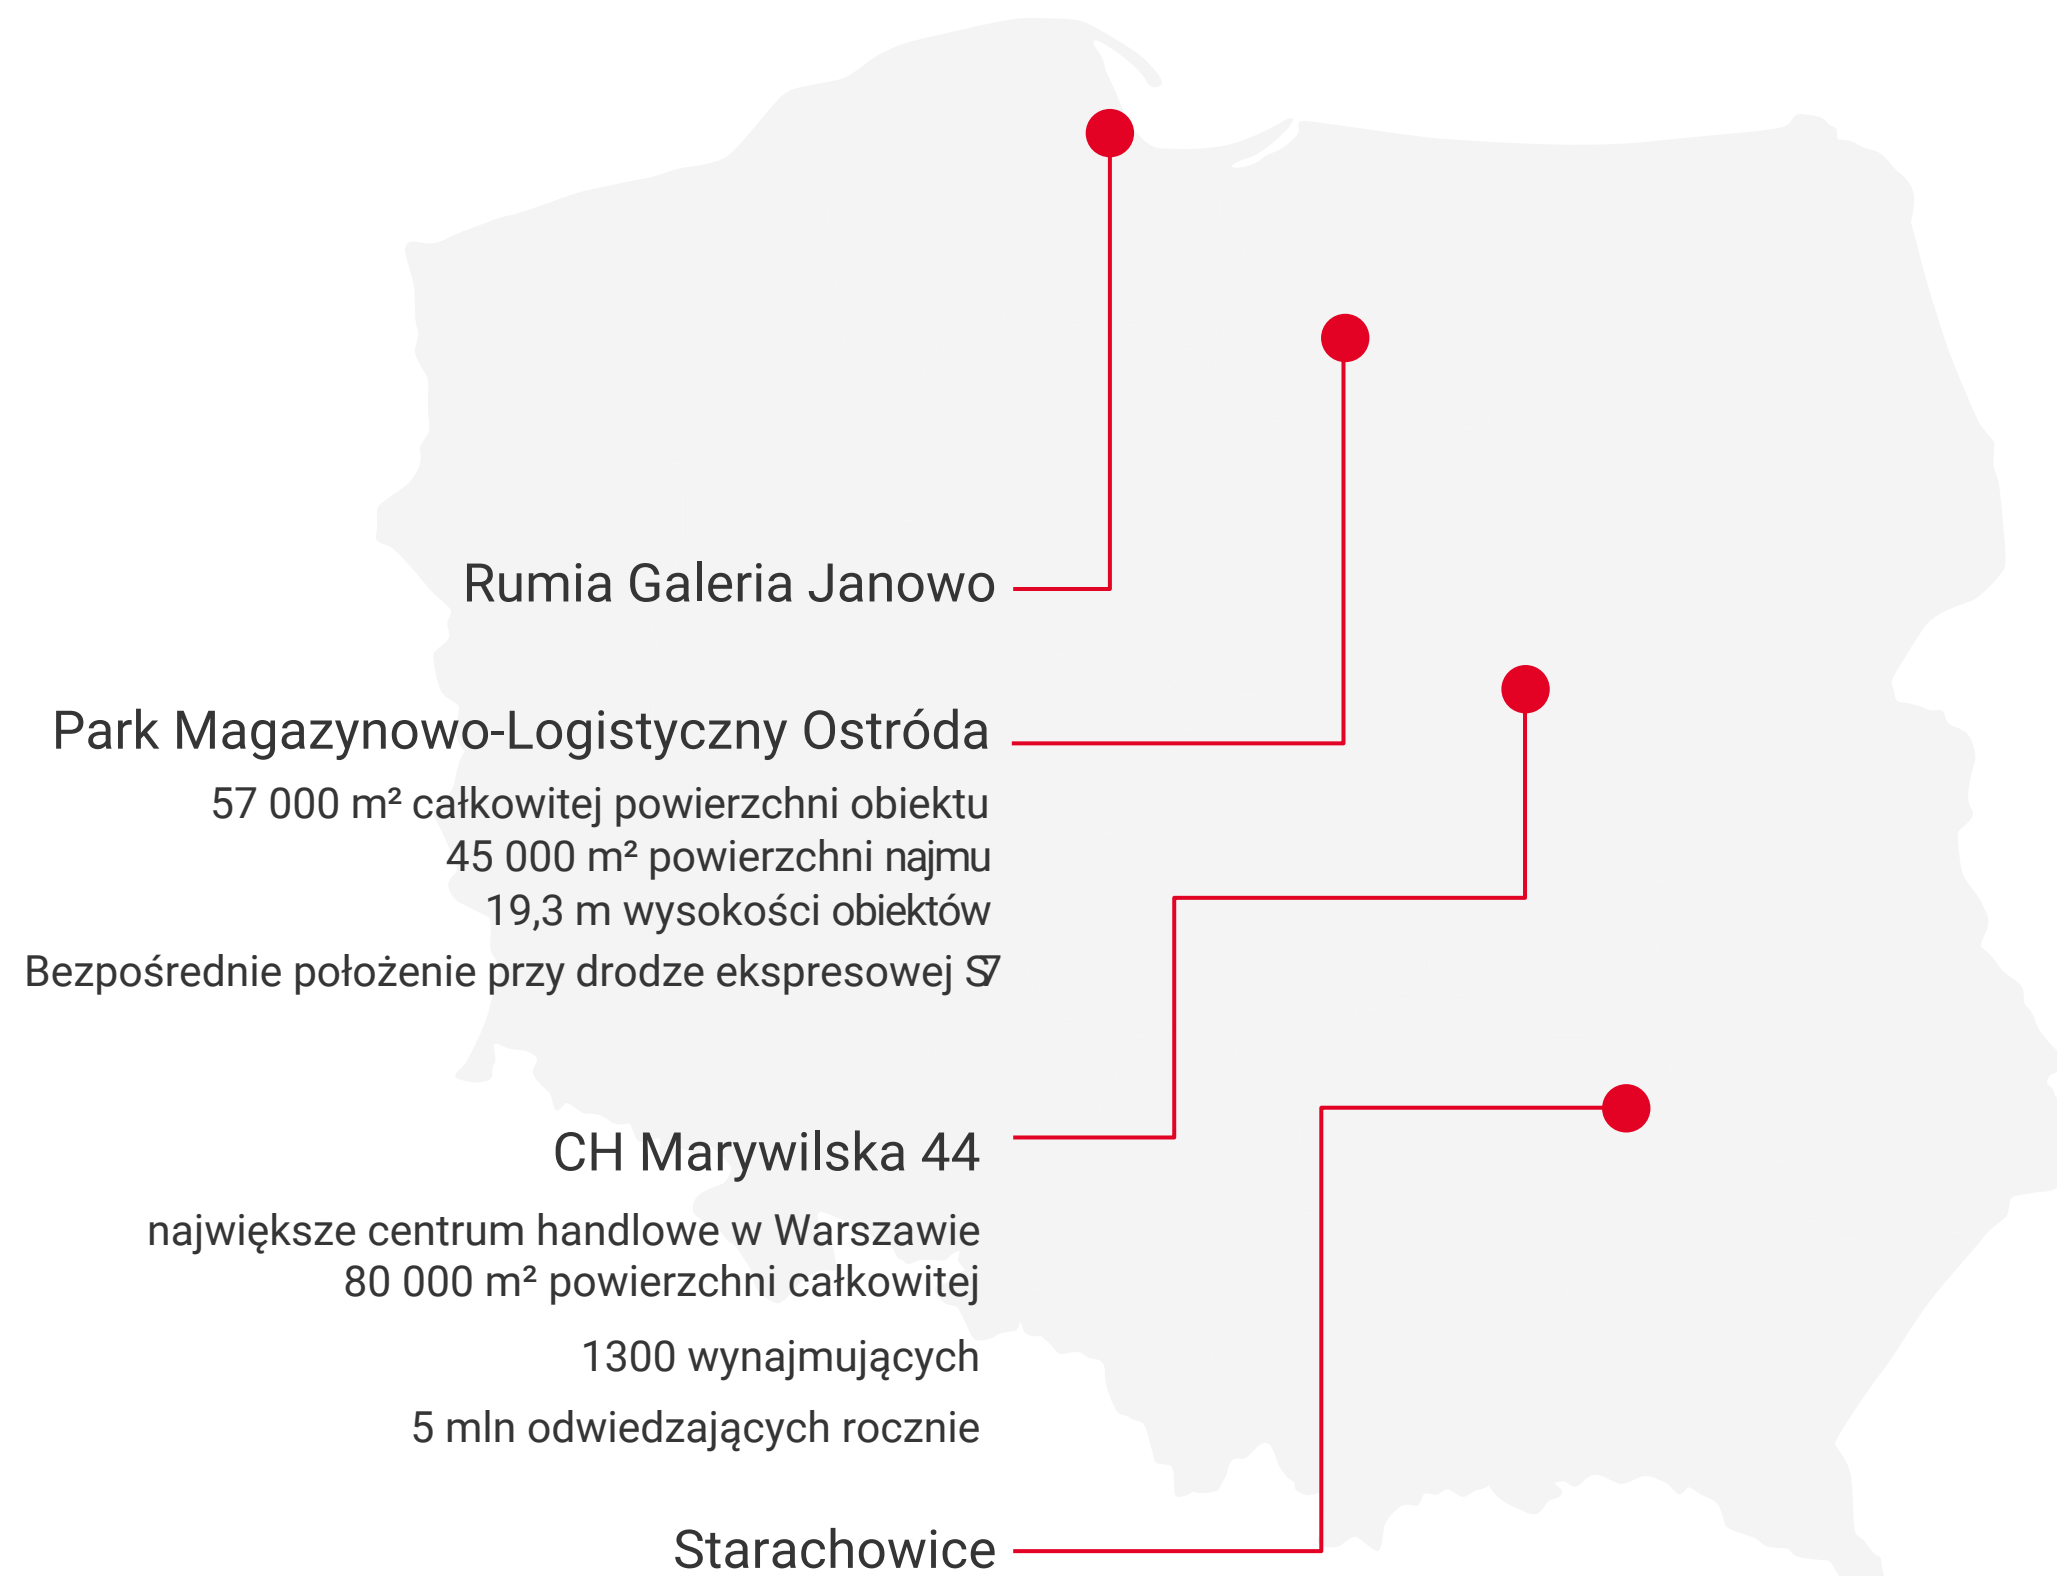 Rumia Galeria Janowo
Park Magazynowo-Logistyczny Ostróda
57 000 m² całkowitej powierzchni obiektu
45 000 m² powierzchni najmu
19,3 m wysokości obiektów
Bezpośrednie położenie przy drodze ekspresowej S7
CH Marywilska 44
największe centrum handlowe w Warszawie
80 000 m² powierzchni całkowitej
1300 wynajmujących
5 mln odwiedzających rocznie
Starachowice